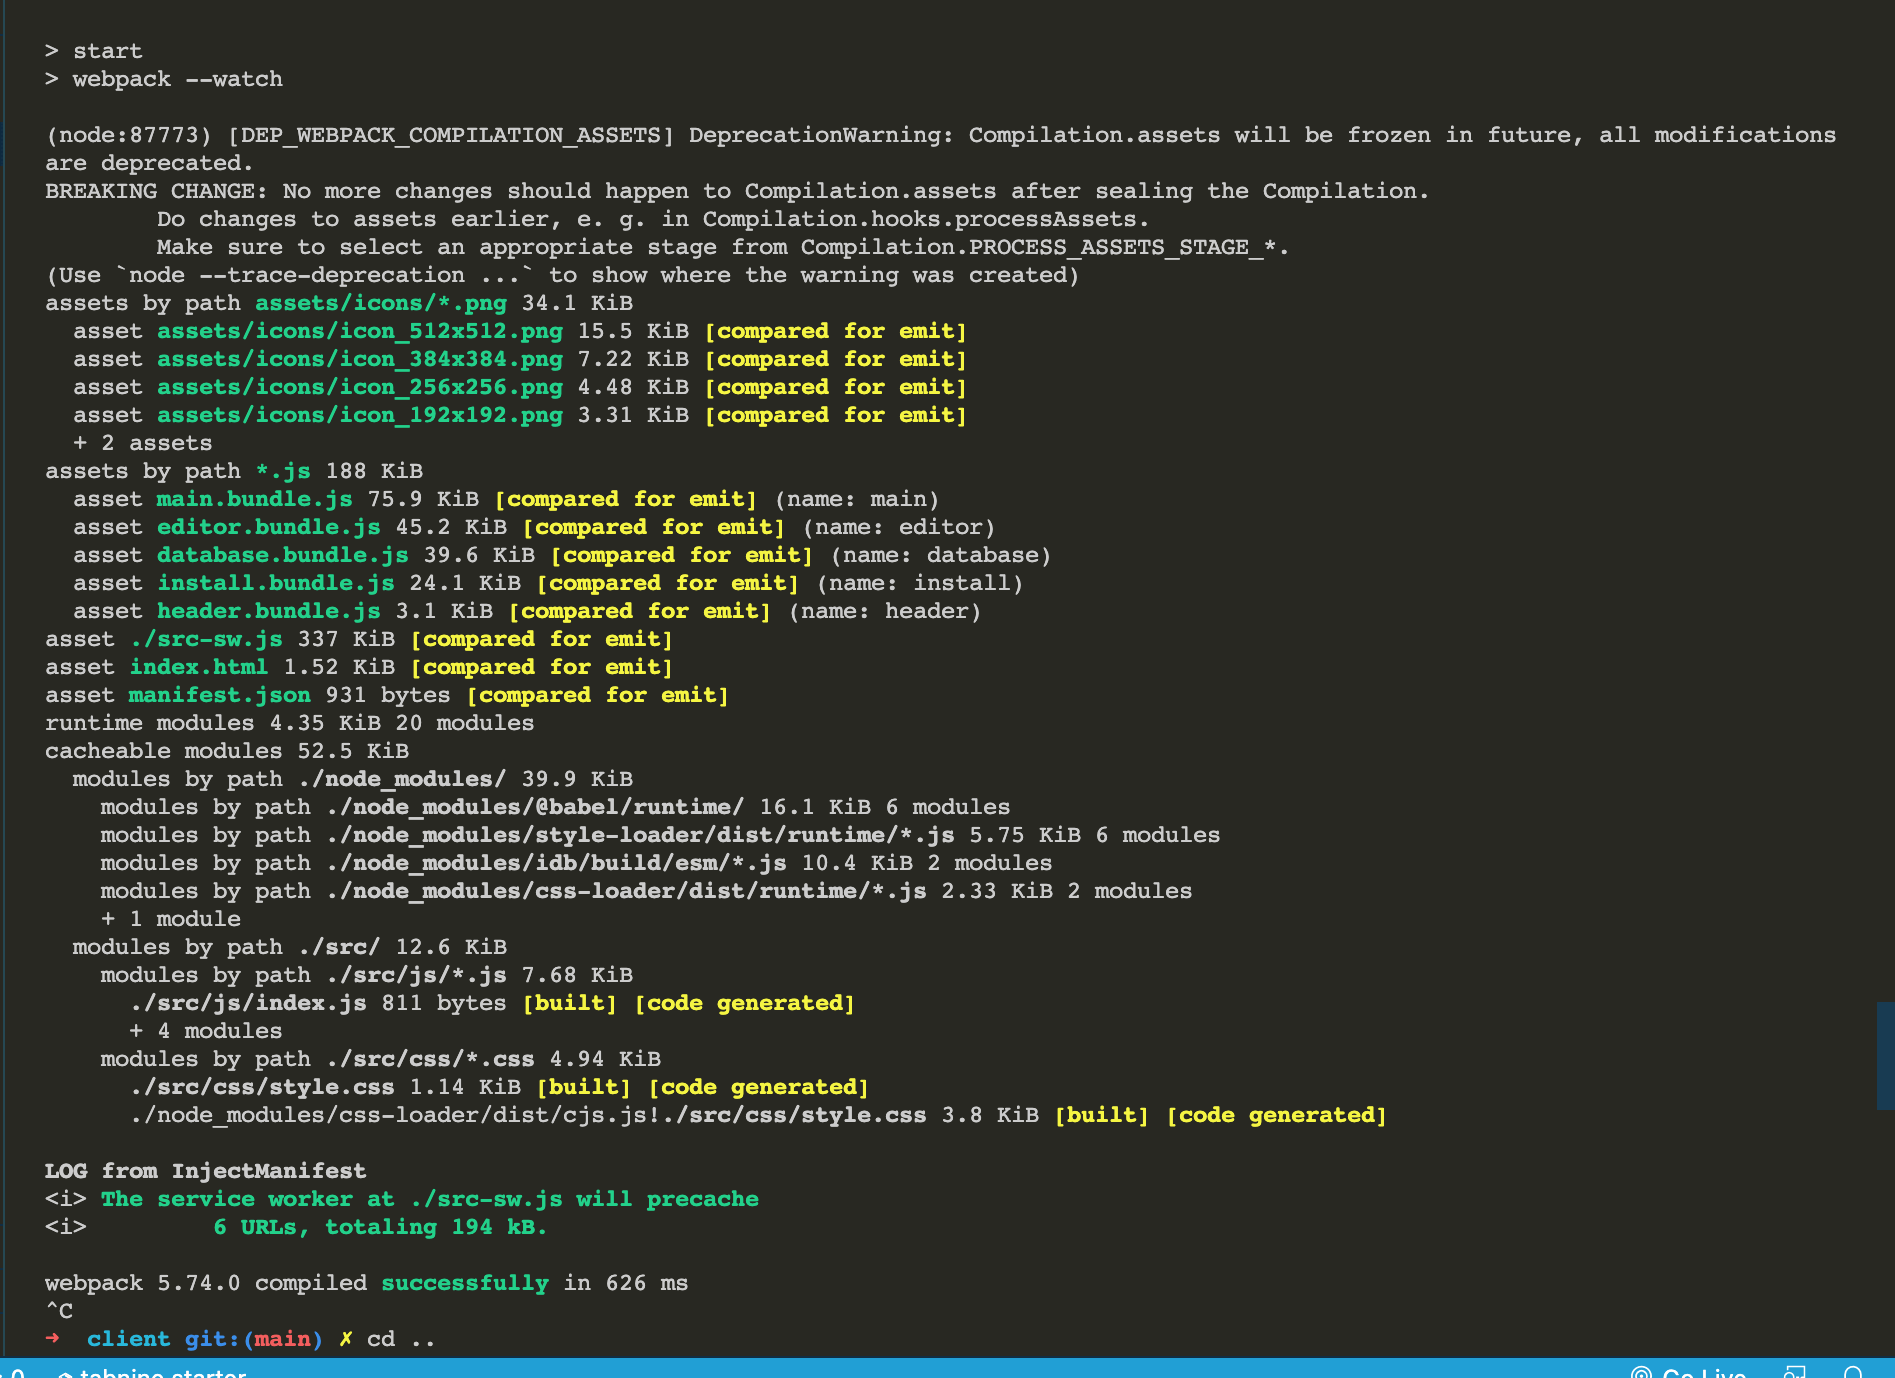 > start
> webpack --watch
(node:87773) [DEP_WEBPACK_COMPILATION_ASSETS] DeprecationWarning: Compilation.assets will be frozen in future, all modifications
are deprecated.
BREAKING CHANGE: No more changes should happen to Compilation.assets after sealing the Compilation.
        Do changes to assets earlier, e. g. in Compilation.hooks.processAssets.
        Make sure to select an appropriate stage from Compilation.PROCESS_ASSETS_STAGE_*.
(Use `node --trace-deprecation ...` to show where the warning was created)
assets by path assets/icons/*.png 34.1 KiB
  asset assets/icons/icon_512x512.png 15.5 KiB [compared for emit]
  asset assets/icons/icon_384x384.png 7.22 KiB [compared for emit]
  asset assets/icons/icon_256x256.png 4.48 KiB [compared for emit]
  asset assets/icons/icon_192x192.png 3.31 KiB [compared for emit]
  + 2 assets
assets by path *.js 188 KiB
  asset main.bundle.js 75.9 KiB [compared for emit] (name: main)
  asset editor.bundle.js 45.2 KiB [compared for emit] (name: editor)
  asset database.bundle.js 39.6 KiB [compared for emit] (name: database)
  asset install.bundle.js 24.1 KiB [compared for emit] (name: install)
  asset header.bundle.js 3.1 KiB [compared for emit] (name: header)
asset ./src-sw.js 337 KiB [compared for emit]
asset index.html 1.52 KiB [compared for emit]
asset manifest.json 931 bytes [compared for emit]
runtime modules 4.35 KiB 20 modules
cacheable modules 52.5 KiB
  modules by path ./node_modules/ 39.9 KiB
    modules by path ./node_modules/@babel/runtime/ 16.1 KiB 6 modules
    modules by path ./node_modules/style-loader/dist/runtime/*.js 5.75 KiB 6 modules
    modules by path ./node_modules/idb/build/esm/*.js 10.4 KiB 2 modules
    modules by path ./node_modules/css-loader/dist/runtime/*.js 2.33 KiB 2 modules
    + 1 module
  modules by path ./src/ 12.6 KiB
    modules by path ./src/js/*.js 7.68 KiB
      ./src/js/index.js 811 bytes [built] [code generated]
      + 4 modules
    modules by path ./src/css/*.css 4.94 KiB
      ./src/css/style.css 1.14 KiB [built] [code generated]
      ./node_modules/css-loader/dist/cjs.js!./src/css/style.css 3.8 KiB [built] [code generated]
LOG from InjectManifest
<i> The service worker at ./src-sw.js will precache
<i>         6 URLs, totaling 194 kB.
webpack 5.74.0 compiled successfully in 626 ms
^C
➜  client git:(main) ✗ cd ..
0 tabnine starter Go Live